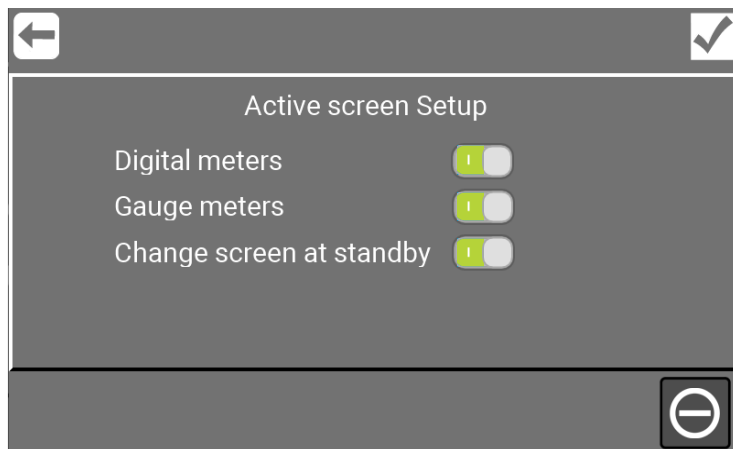 Active screen Setup
Digital meters
Gauge meters
Change screen at standby